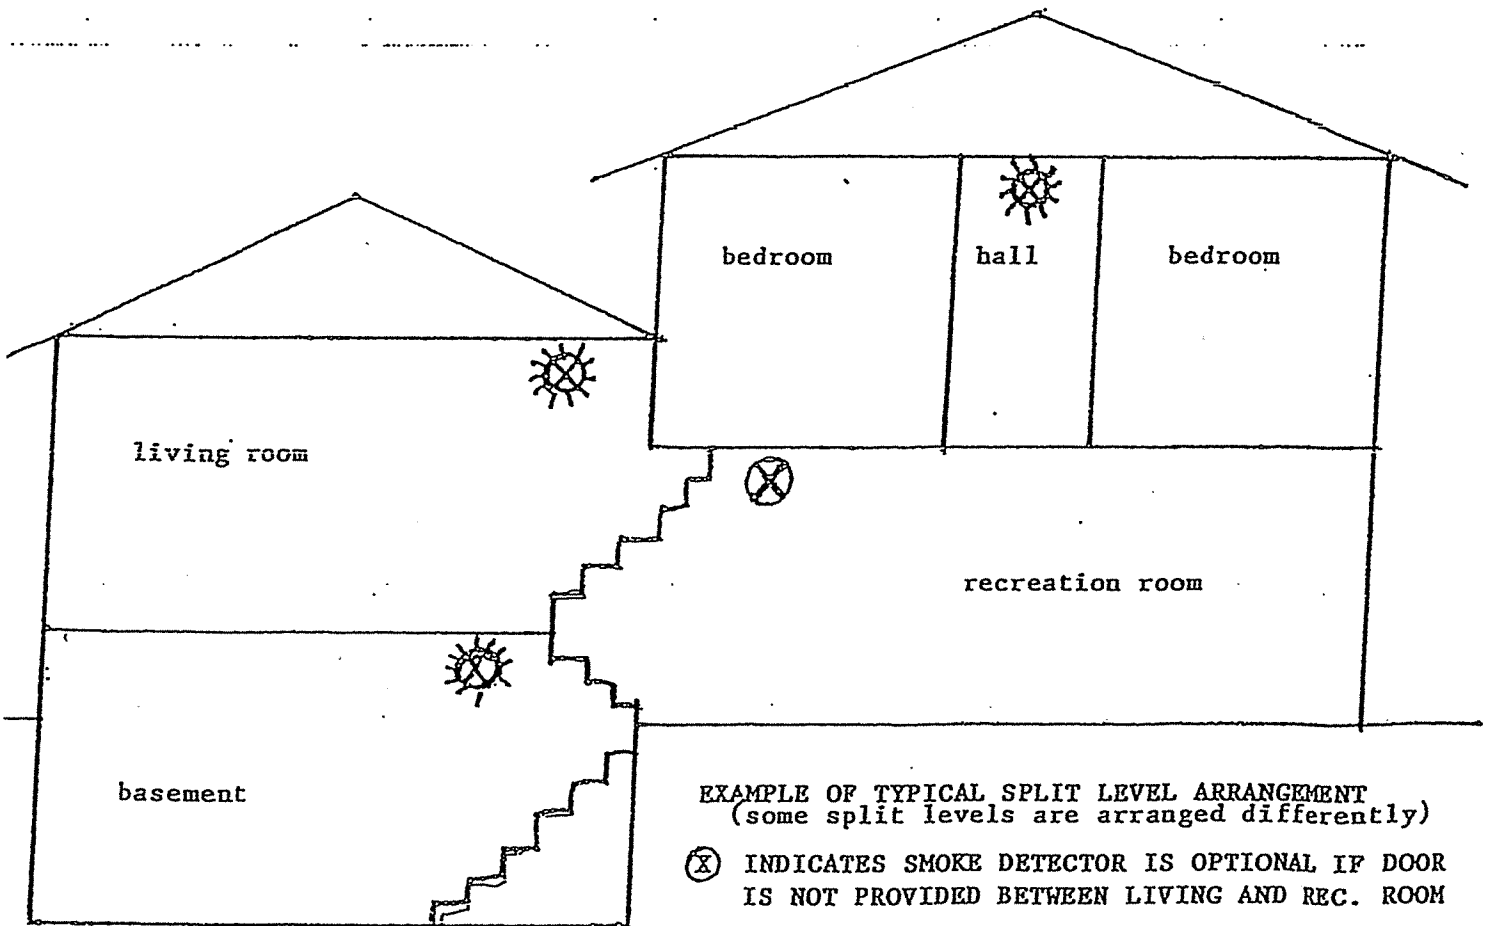 bedroom
hall
bedroom
living room
recreation room
basement
EXAMPLE OF TYPICAL SPLIT LEVEL ARRANGEMENT
(some split levels are arranged differently)
Ⓧ INDICATES SMOKE DETECTOR IS OPTIONAL IF DOOR
IS NOT PROVIDED BETWEEN LIVING AND REC. ROOM